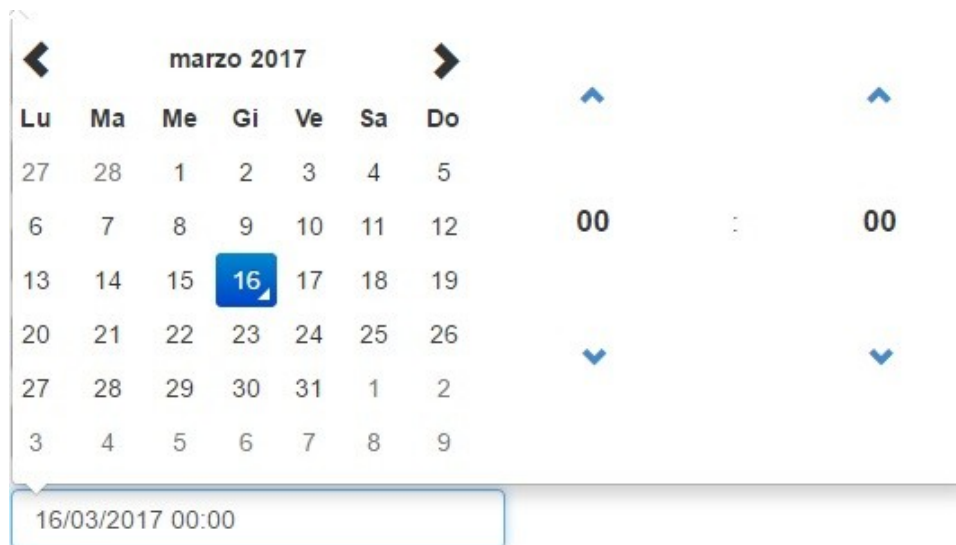 marzo 2017
Lu Ma Me Gi Ve Sa Do
27 28 1 2 3 4 5
6 7 8 9 10 11 12
13 14 15 16 17 18 19
20 21 22 23 24 25 26
27 28 29 30 31 1 2
3 4 5 6 7 8 9
00 : 00
16/03/2017 00:00